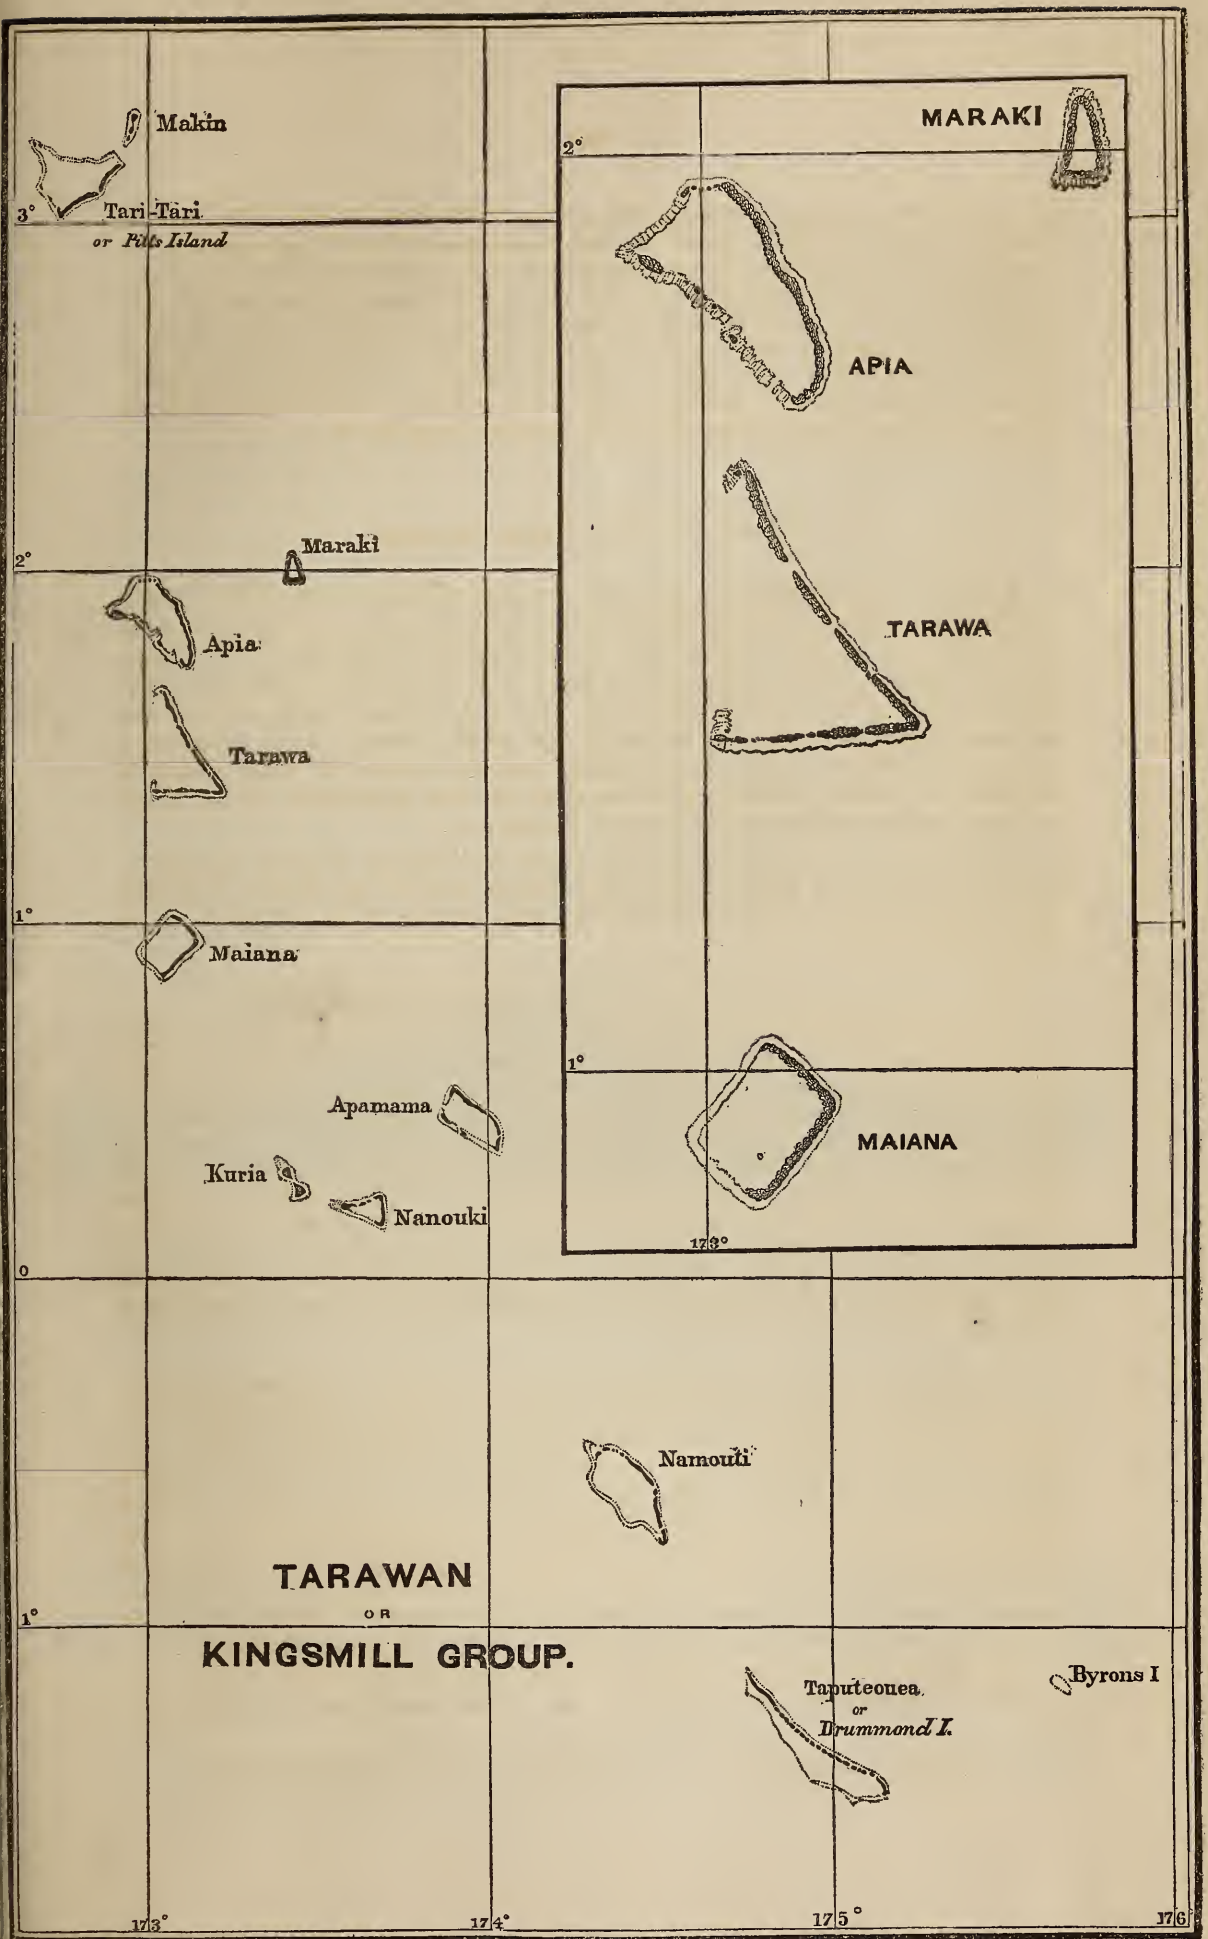 Makin
3°
Tari-Tari
or Pitts Island
2°
Maraki
Apia
Tarawa
1°
Maiana
Apamama
Kuria
Nanouki
0
MARAKI
2°
APIA
TARAWA
1°
MAIANA
173°
Namouti
TARAWAN
OR
KINGSMILL GROUP.
1°
Taputeouea
or
Drummond I.
Byrons I
173°
174°
175°
176